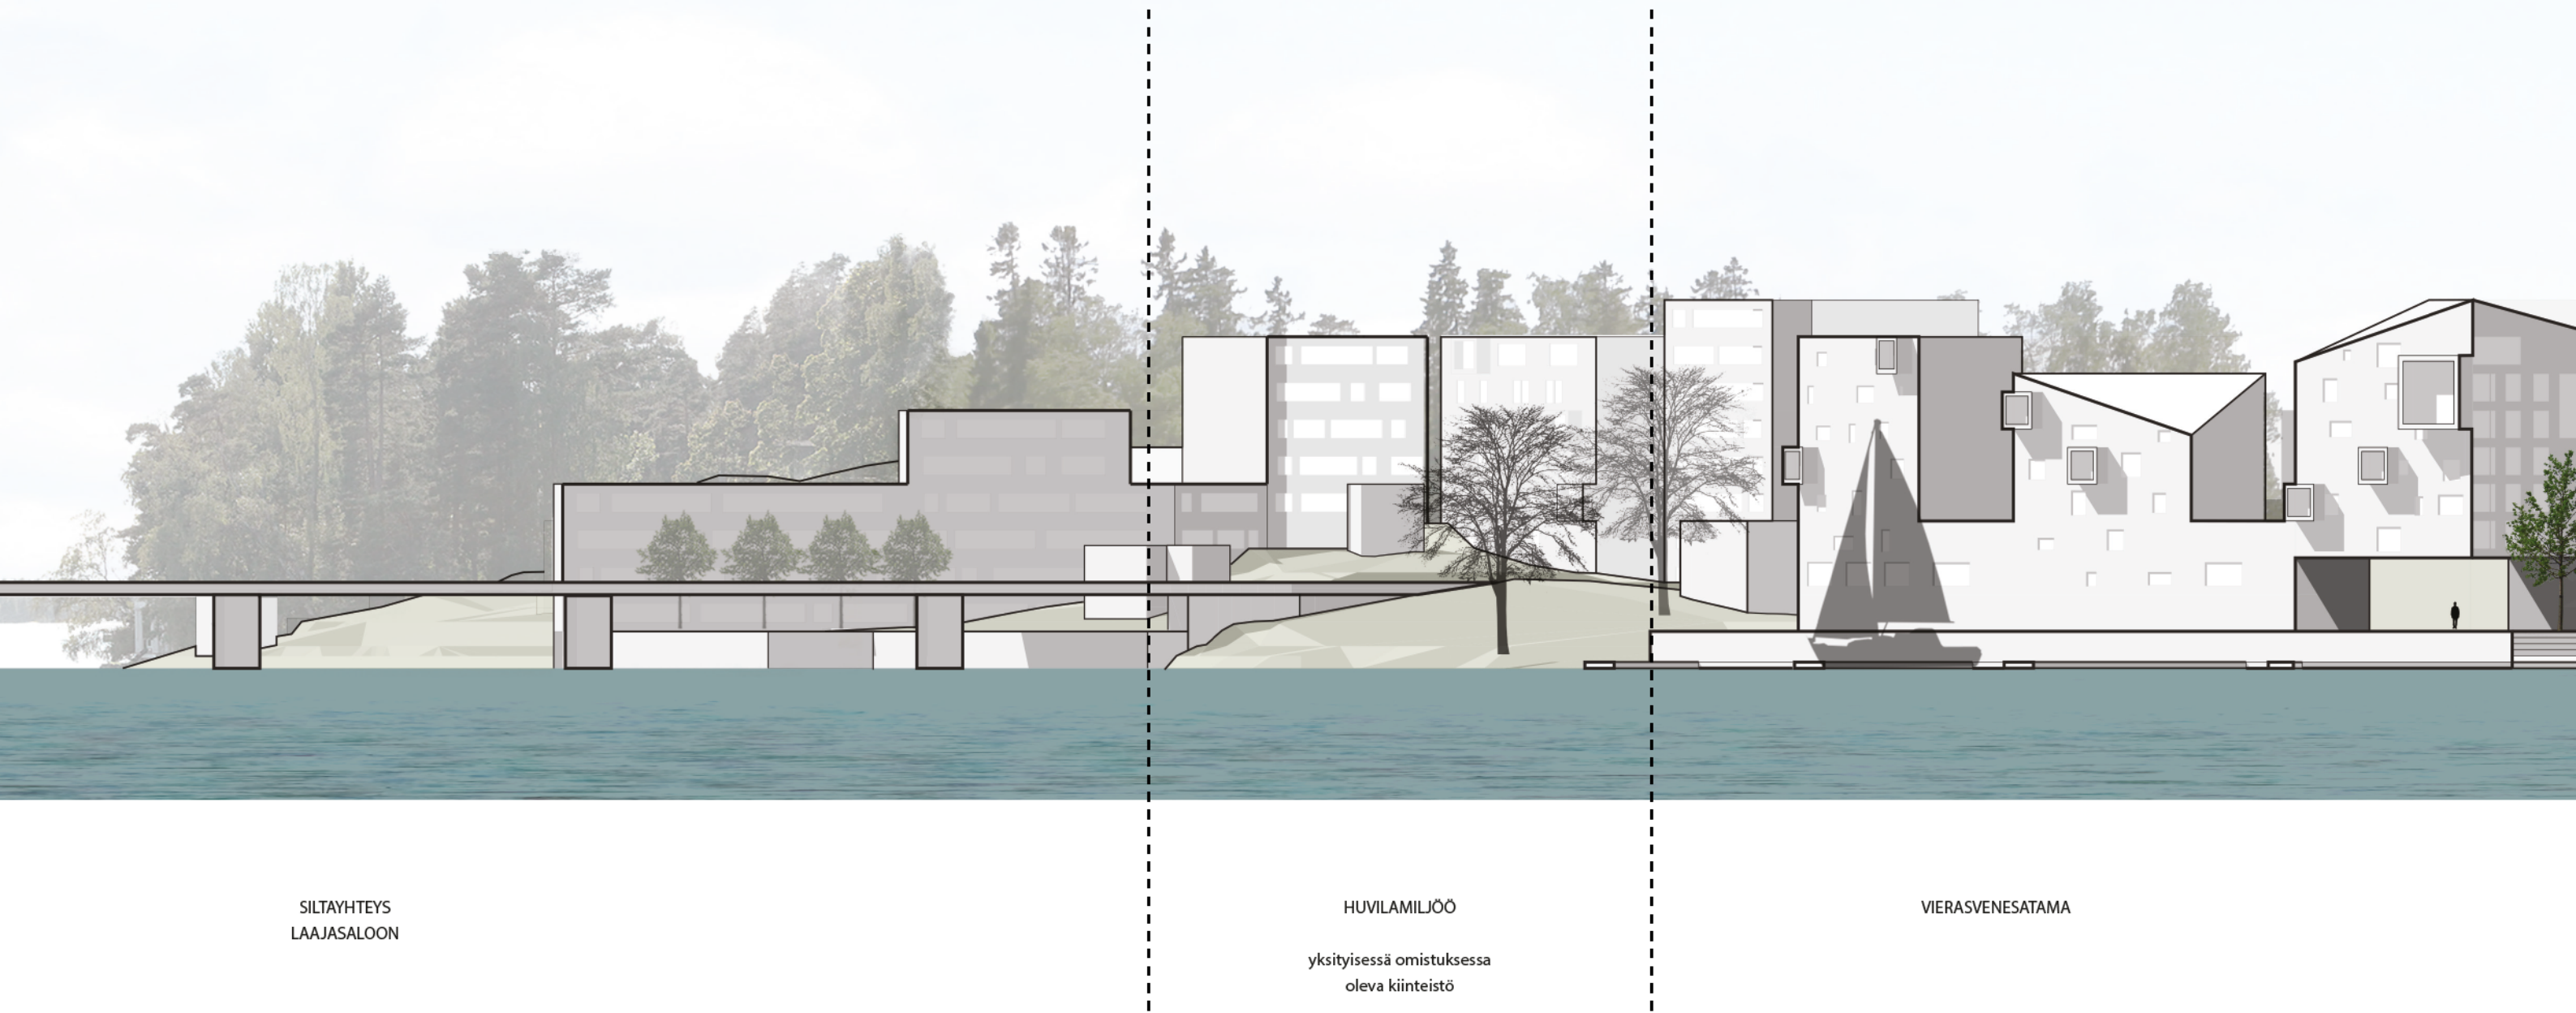 SILTAYHTEYS
LAAJASALOON
HUVILAMILJÖÖ
yksityisessä omistuksessa
oleva kiinteistö
VIERASVENESATAMA